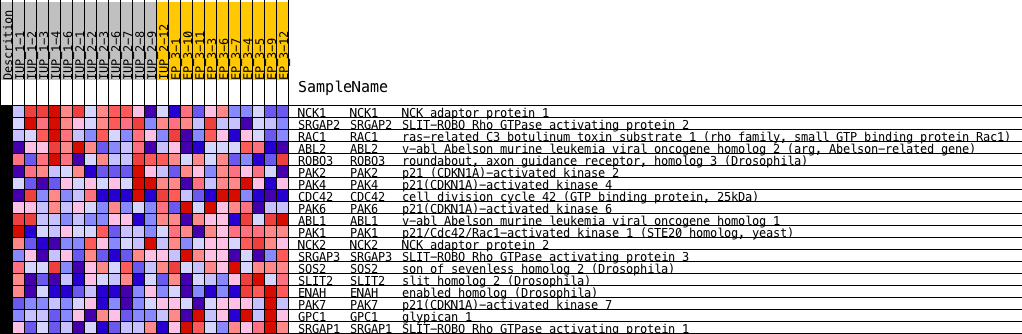 Descrition
IUP_1-1
IUP_1-2
IUP_1-3
IUP_1-4
IUP_1-6
IUP_2-1
IUP_2-2
IUP_2-3
IUP_2-6
IUP_2-7
IUP_2-8
IUP_2-9
IUP_2-12
EP_3-1
EP_3-10
EP_3-11
EP_3-3
EP_3-6
EP_3-7
EP_3-4
EP_3-5
EP_3-9
EP_3-12
SampleName
NCK1 NCK1 NCK adaptor protein 1
SRGAP2 SRGAP2 SLIT-ROBO Rho GTPase activating protein 2
RAC1 RAC1 ras-related C3 botulinum toxin substrate 1 (rho family, small GTP binding protein Rac1)
ABL2 ABL2 v-abl Abelson murine leukemia viral oncogene homolog 2 (arg, Abelson-related gene)
ROBO3 ROBO3 roundabout, axon guidance receptor, homolog 3 (Drosophila)
PAK2 PAK2 p21 (CDKN1A)-activated kinase 2
PAK4 PAK4 p21(CDKN1A)-activated kinase 4
CDC42 CDC42 cell division cycle 42 (GTP binding protein, 25kDa)
PAK6 PAK6 p21(CDKN1A)-activated kinase 6
ABL1 ABL1 v-abl Abelson murine leukemia viral oncogene homolog 1
PAK1 PAK1 p21/Cdc42/Rac1-activated kinase 1 (STE20 homolog, yeast)
NCK2 NCK2 NCK adaptor protein 2
SRGAP3 SRGAP3 SLIT-ROBO Rho GTPase activating protein 3
SOS2 SOS2 son of sevenless homolog 2 (Drosophila)
SLIT2 SLIT2 slit homolog 2 (Drosophila)
ENAH ENAH enabled homolog (Drosophila)
PAK7 PAK7 p21(CDKN1A)-activated kinase 7
GPC1 GPC1 glypican 1
SRGAP1 SRGAP1 SLIT-ROBO Rho GTPase activating protein 1